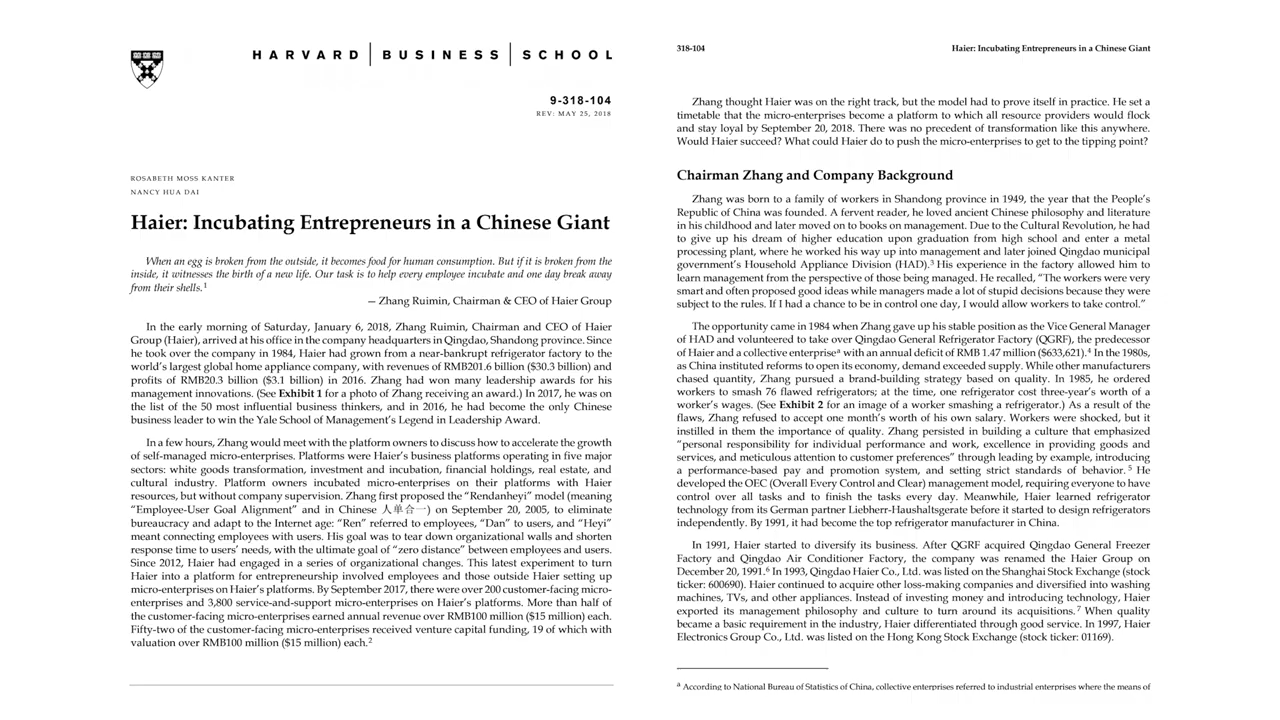 HARVARD | BUSINESS | SCHOOL
9-318-104
REV: MAY 25, 2018
ROSABETH MOSS KANTER
NANCY HUA DAI
Haier: Incubating Entrepreneurs in a Chinese Giant
When an egg is broken from the outside, it becomes food for human consumption. But if it is broken from the
inside, it witnesses the birth of a new life. Our task is to help every employee incubate and one day break away
from their shells.1
— Zhang Ruimin, Chairman & CEO of Haier Group
In the early morning of Saturday, January 6, 2018, Zhang Ruimin, Chairman and CEO of Haier
Group (Haier), arrived at his office in the company headquarters in Qingdao, Shandong province. Since
he took over the company in 1984, Haier had grown from a near-bankrupt refrigerator factory to the
world's largest global home appliance company, with revenues of RMB201.6 billion ($30.3 billion) and
profits of RMB20.3 billion ($3.1 billion) in 2016. Zhang had won many leadership awards for his
management innovations. (See Exhibit 1 for a photo of Zhang receiving an award.) In 2017, he was on
the list of the 50 most influential business thinkers, and in 2016, he had become the only Chinese
business leader to win the Yale School of Management's Legend in Leadership Award.
In a few hours, Zhang would meet with the platform owners to discuss how to accelerate the growth
of self-managed micro-enterprises. Platforms were Haier's business platforms operating in five major
sectors: white goods transformation, investment and incubation, financial holdings, real estate, and
cultural industry. Platform owners incubated micro-enterprises on their platforms with Haier
resources, but without company supervision. Zhang first proposed the "Rendanheyi" model (meaning
"Employee-User Goal Alignment" and in Chinese 人单合一) on September 20, 2005, to eliminate
bureaucracy and adapt to the Internet age: "Ren" referred to employees, "Dan" to users, and "Heyi"
meant connecting employees with users. His goal was to tear down organizational walls and shorten
response time to users' needs, with the ultimate goal of "zero distance" between employees and users.
Since 2012, Haier had engaged in a series of organizational changes. This latest experiment to turn
Haier into a platform for entrepreneurship involved employees and those outside Haier setting up
micro-enterprises on Haier's platforms. By September 2017, there were over 200 customer-facing micro-
enterprises and 3,800 service-and-support micro-enterprises on Haier's platforms. More than half of
the customer-facing micro-enterprises earned annual revenue over RMB100 million ($15 million) each.
Fifty-two of the customer-facing micro-enterprises received venture capital funding, 19 of which with
valuation over RMB100 million ($15 million) each.2
318-104 Haier: Incubating Entrepreneurs in a Chinese Giant
Zhang thought Haier was on the right track, but the model had to prove itself in practice. He set a
timetable that the micro-enterprises become a platform to which all resource providers would flock
and stay loyal by September 20, 2018. There was no precedent of transformation like this anywhere.
Would Haier succeed? What could Haier do to push the micro-enterprises to get to the tipping point?
Chairman Zhang and Company Background
Zhang was born to a family of workers in Shandong province in 1949, the year that the People's
Republic of China was founded. A fervent reader, he loved ancient Chinese philosophy and literature
in his childhood and later moved on to books on management. Due to the Cultural Revolution, he had
to give up his dream of higher education upon graduation from high school and enter a metal
processing plant, where he worked his way up into management and later joined Qingdao municipal
government's Household Appliance Division (HAD).3 His experience in the factory allowed him to
learn management from the perspective of those being managed. He recalled, "The workers were very
smart and often proposed good ideas while managers made a lot of stupid decisions because they were
subject to the rules. If I had a chance to be in control one day, I would allow workers to take control."
The opportunity came in 1984 when Zhang gave up his stable position as the Vice General Manager
of HAD and volunteered to take over Qingdao General Refrigerator Factory (QGRF), the predecessor
of Haier and a collective enterprisea with an annual deficit of RMB 1.47 million ($633,621).4 In the 1980s,
as China instituted reforms to open its economy, demand exceeded supply. While other manufacturers
chased quantity, Zhang pursued a brand-building strategy based on quality. In 1985, he ordered
workers to smash 76 flawed refrigerators; at the time, one refrigerator cost three-year's worth of a
worker's wages. (See Exhibit 2 for an image of a worker smashing a refrigerator.) As a result of the
flaws, Zhang refused to accept one month's worth of his own salary. Workers were shocked, but it
instilled in them the importance of quality. Zhang persisted in building a culture that emphasized
"personal responsibility for individual performance and work, excellence in providing goods and
services, and meticulous attention to customer preferences" through leading by example, introducing
a performance-based pay and promotion system, and setting strict standards of behavior. 5 He
developed the OEC (Overall Every Control and Clear) management model, requiring everyone to have
control over all tasks and to finish the tasks every day. Meanwhile, Haier learned refrigerator
technology from its German partner Liebherr-Haushaltsgerate before it started to design refrigerators
independently. By 1991, it had become the top refrigerator manufacturer in China.
In 1991, Haier started to diversify its business. After QGRF acquired Qingdao General Freezer
Factory and Qingdao Air Conditioner Factory, the company was renamed the Haier Group on
December 20, 1991.6 In 1993, Qingdao Haier Co., Ltd. was listed on the Shanghai Stock Exchange (stock
ticker: 600690). Haier continued to acquire other loss-making companies and diversified into washing
machines, TVs, and other appliances. Instead of investing money and introducing technology, Haier
exported its management philosophy and culture to turn around its acquisitions.7 When quality
became a basic requirement in the industry, Haier differentiated through good service. In 1997, Haier
Electronics Group Co., Ltd. was listed on the Hong Kong Stock Exchange (stock ticker: 01169).
a According to National Bureau of Statistics of China, collective enterprises referred to industrial enterprises where the means of